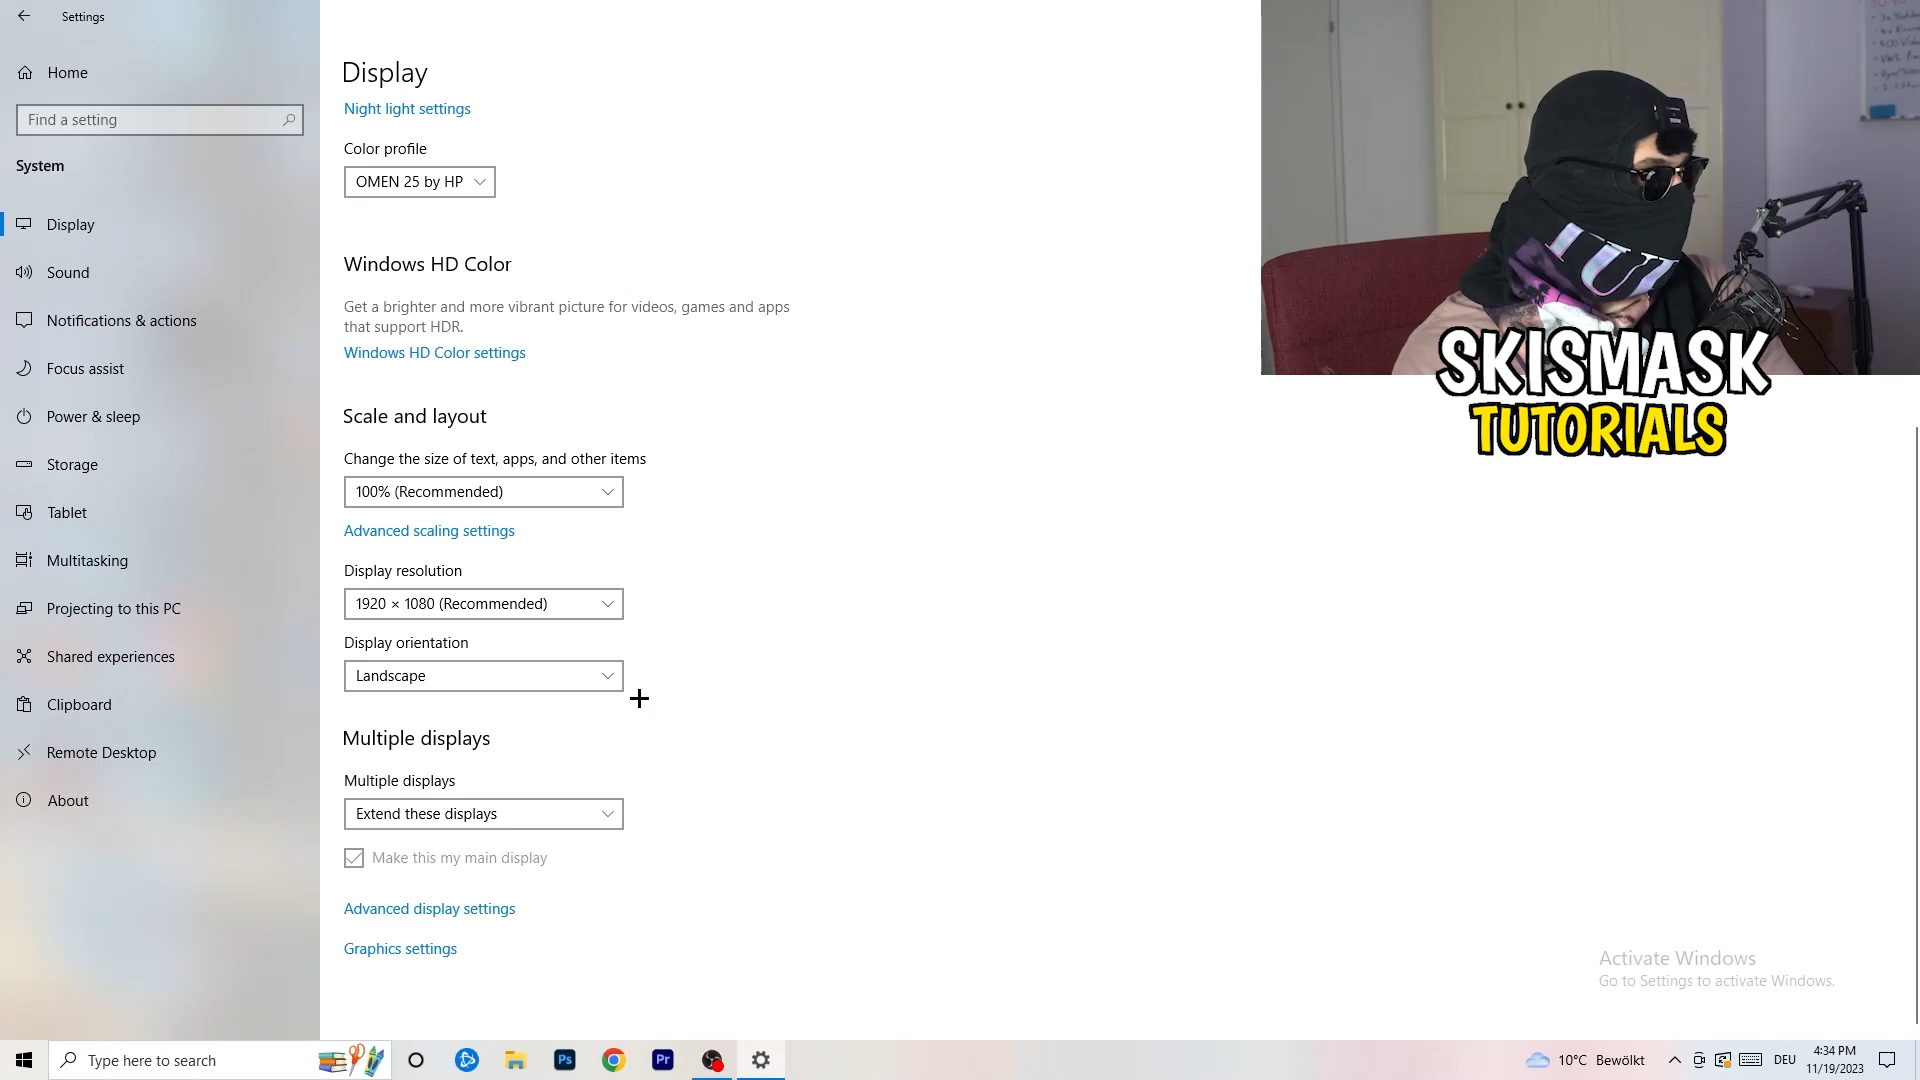 Settings
Home
Find a setting
System
Display
Sound
Notifications & actions
Focus assist
Power & sleep
Storage
Tablet
Multitasking
Projecting to this PC
Shared experiences
Clipboard
Remote Desktop
About
Display
Night light settings
Color profile
OMEN 25 by HP
Windows HD Color
Get a brighter and more vibrant picture for videos, games and apps
that support HDR.
Windows HD Color settings
Scale and layout
Change the size of text, apps, and other items
100% (Recommended)
Advanced scaling settings
Display resolution
1920 × 1080 (Recommended)
Display orientation
Landscape
Multiple displays
Multiple displays
Extend these displays
Make this my main display
Advanced display settings
Graphics settings
SKISMASK
TUTORIALS
Activate Windows
Go to Settings to activate Windows.
Type here to search
Ps
Pr
10°C Bewölkt
DEU
4:34 PM
11/19/2023